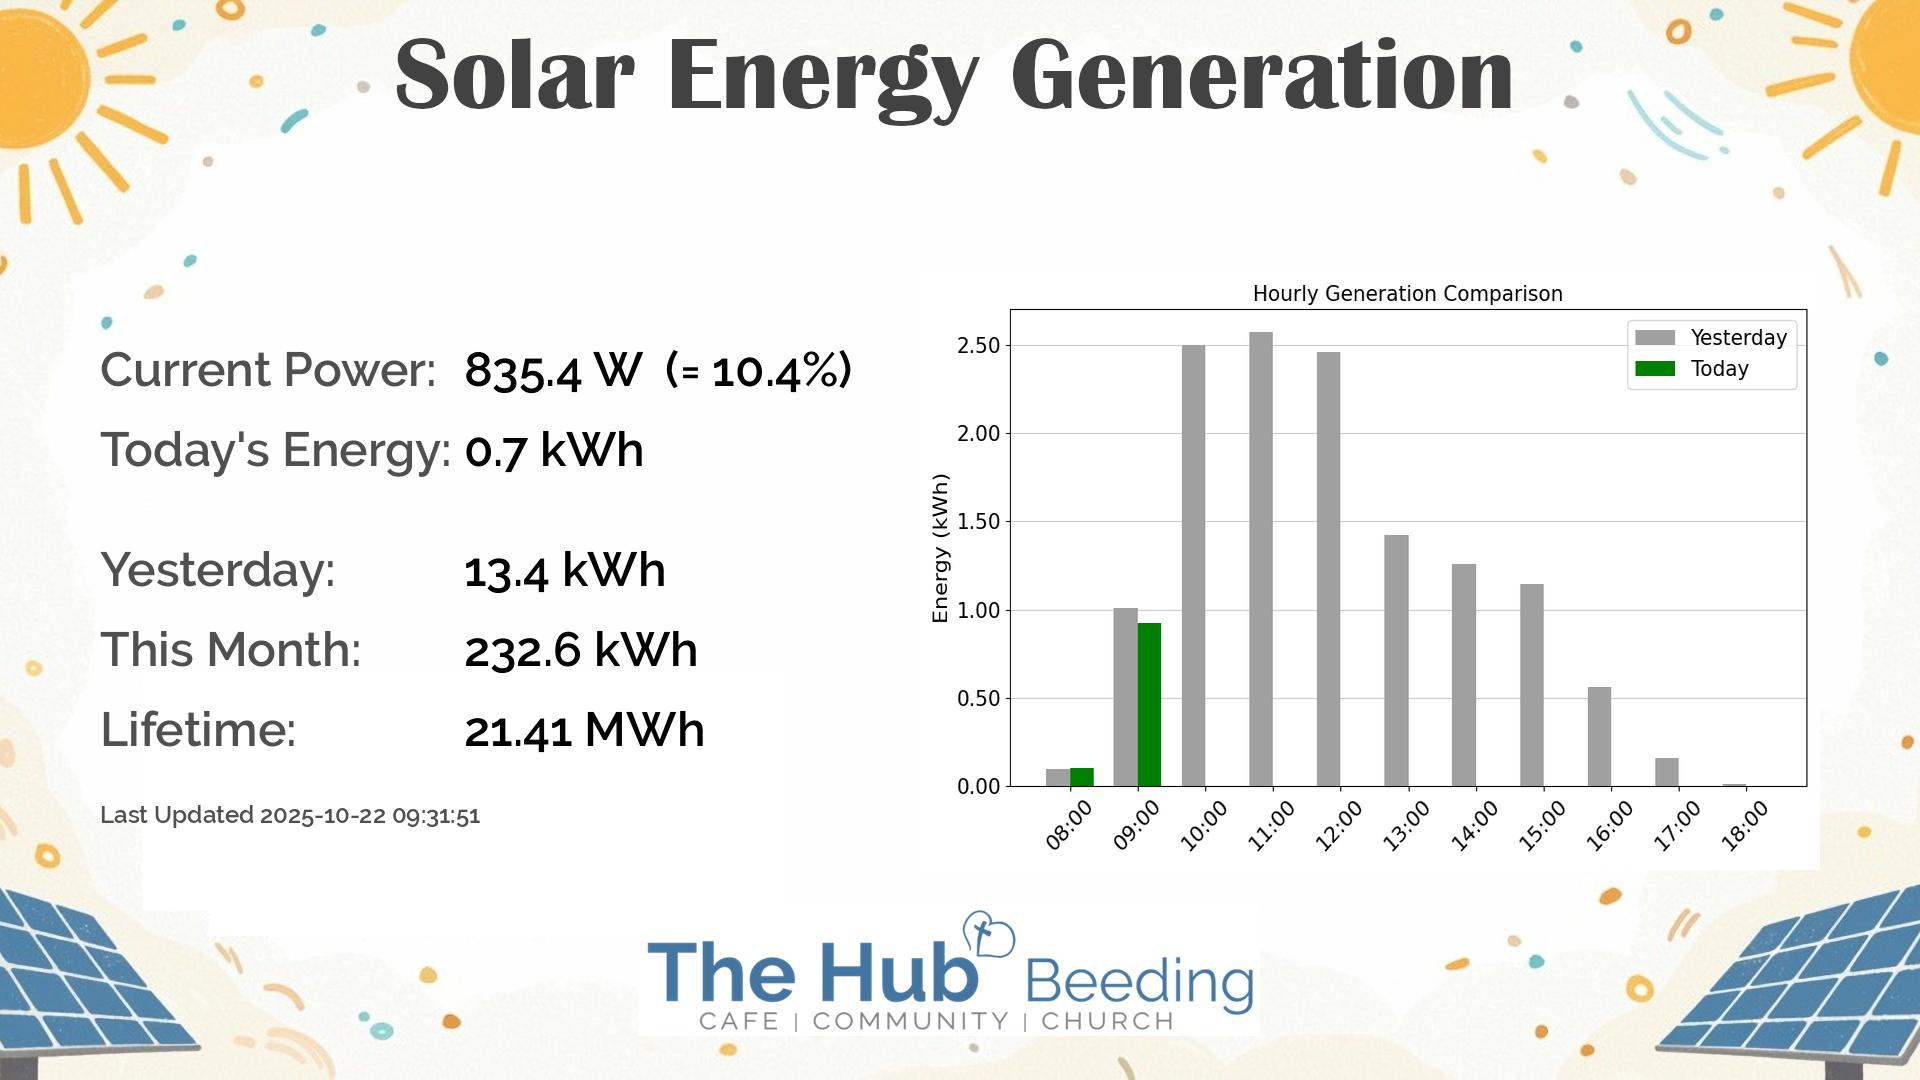 Solar Energy Generation
Current Power: 835.4 W (= 10.4%)
Today's Energy: 0.7 kWh
Yesterday: 13.4 kWh
This Month: 232.6 kWh
Lifetime: 21.41 MWh
Last Updated 2025-10-22 09:31:51
Hourly Generation Comparison
Yesterday
Today
Energy (kWh)
2.50
2.00
1.50
1.00
0.50
0.00
08:00 09:00 10:00 11:00 12:00 13:00 14:00 15:00 16:00 17:00 18:00
The Hub Beeding
CAFE | COMMUNITY | CHURCH